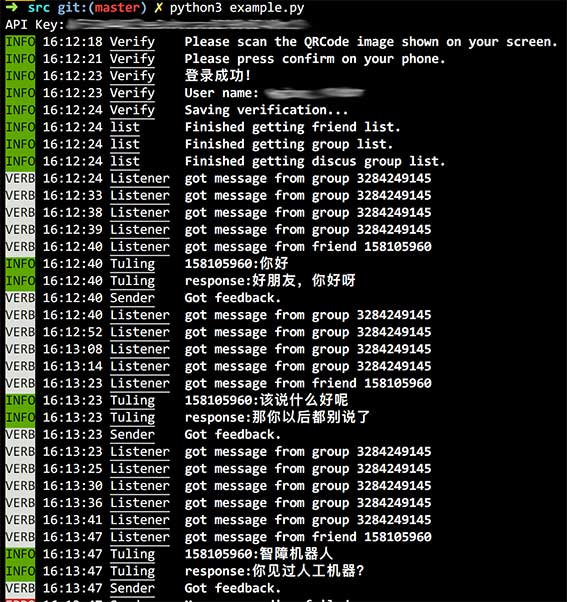 ➜ src git:(master) ✗ python3 example.py
API Key:
INFO 16:12:18 Verify Please scan the QRCode image shown on your screen.
INFO 16:12:21 Verify Please press confirm on your phone.
INFO 16:12:23 Verify 登录成功!
INFO 16:12:23 Verify User name:
INFO 16:12:24 Verify Saving verification...
INFO 16:12:24 list Finished getting friend list.
INFO 16:12:24 list Finished getting group list.
INFO 16:12:24 list Finished getting discus group list.
VERB 16:12:24 Listener got message from group 3284249145
VERB 16:12:33 Listener got message from group 3284249145
VERB 16:12:38 Listener got message from group 3284249145
VERB 16:12:39 Listener got message from group 3284249145
VERB 16:12:40 Listener got message from friend 158105960
INFO 16:12:40 Tuling 158105960:你好
INFO 16:12:40 Tuling response:好朋友，你好呀
VERB 16:12:40 Sender Got feedback.
VERB 16:12:40 Listener got message from group 3284249145
VERB 16:12:52 Listener got message from group 3284249145
VERB 16:13:08 Listener got message from group 3284249145
VERB 16:13:14 Listener got message from group 3284249145
VERB 16:13:23 Listener got message from friend 158105960
INFO 16:13:23 Tuling 158105960:该说什么好呢
INFO 16:13:23 Tuling response:那你以后都别说了
VERB 16:13:23 Sender Got feedback.
VERB 16:13:23 Listener got message from group 3284249145
VERB 16:13:25 Listener got message from group 3284249145
VERB 16:13:30 Listener got message from group 3284249145
VERB 16:13:36 Listener got message from group 3284249145
VERB 16:13:41 Listener got message from group 3284249145
VERB 16:13:47 Listener got message from friend 158105960
INFO 16:13:47 Tuling 158105960:智障机器人
INFO 16:13:47 Tuling response:你见过人工机器?
VERB 16:13:47 Sender Got feedback.